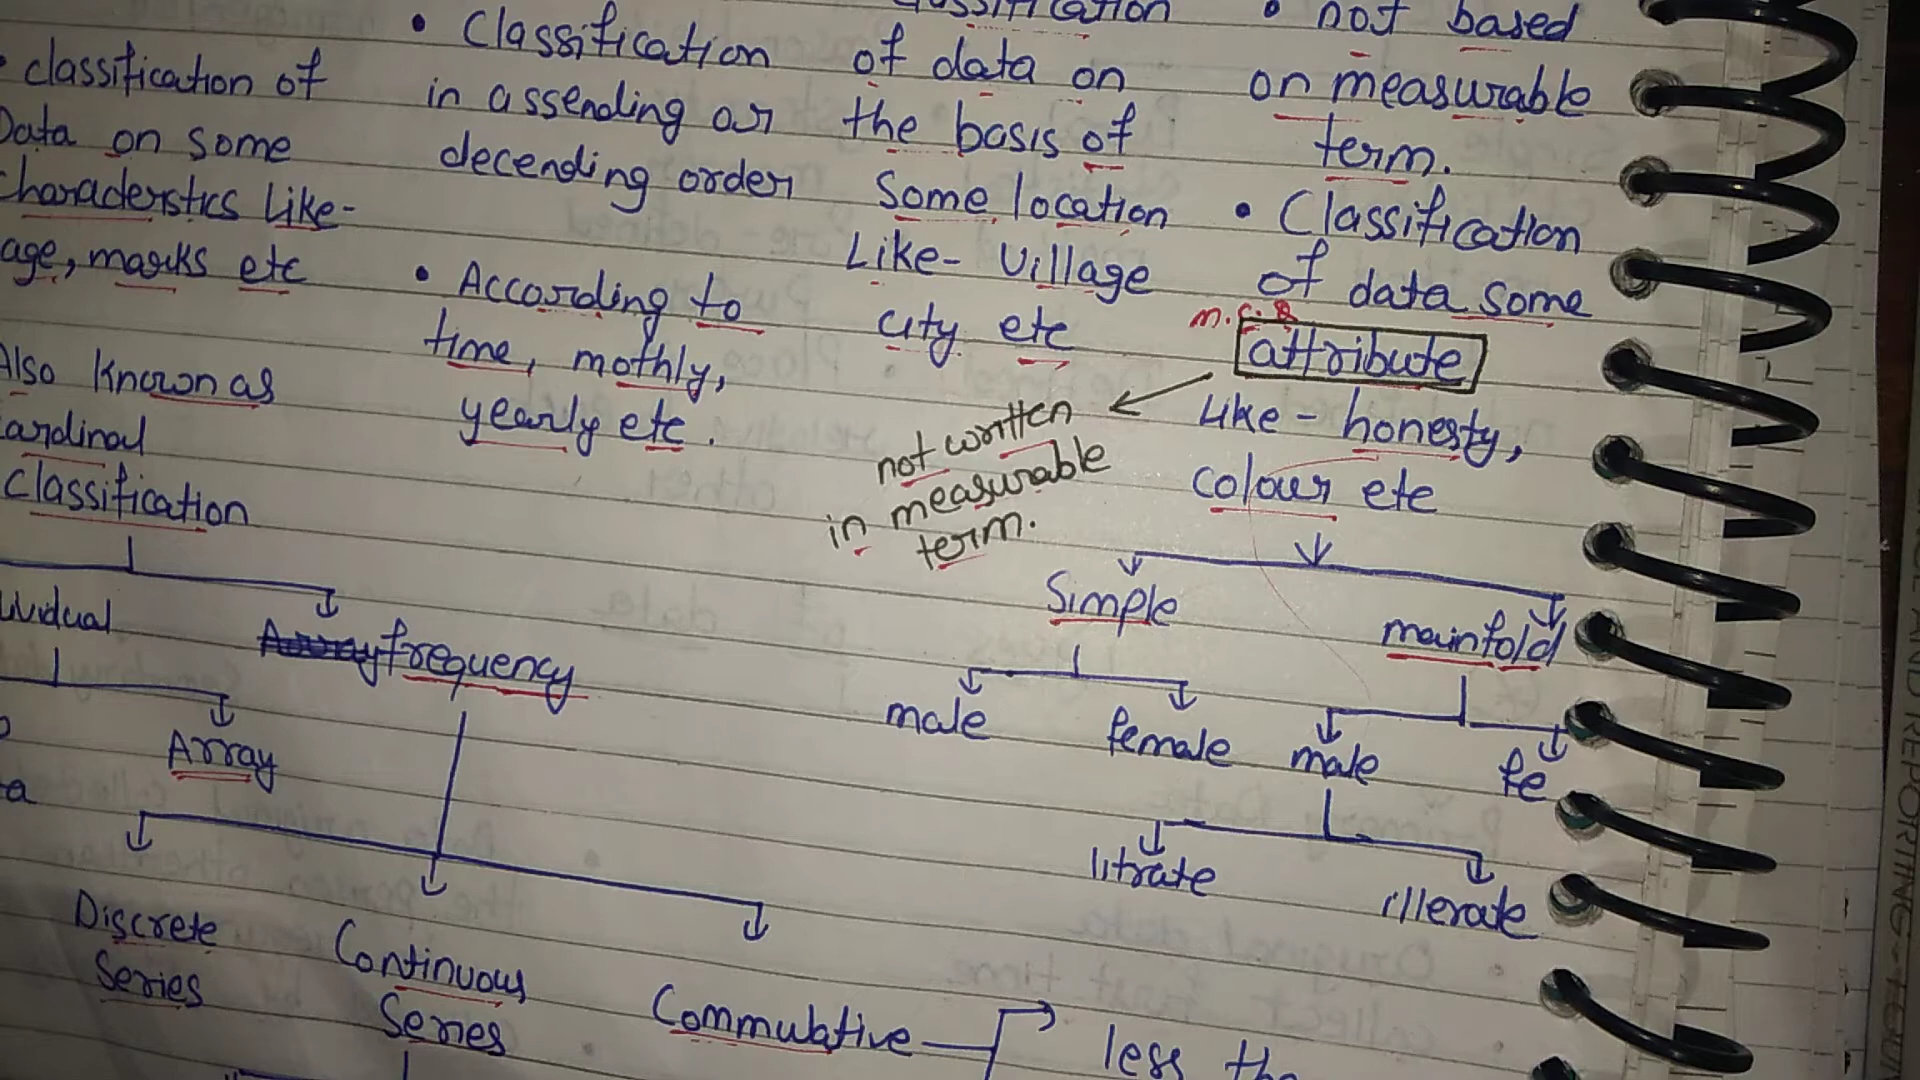 classification of
Data on some
characterstics like-
age, marks etc
Also known as
cardinal
classification
Array
frequency
Discrete
Series
Continuous
Series
Commulative
less
• Classification
in assending or
decending order
• According to
time, mothly,
yearly etc.
classification
of data on
the basis of
Some location
Like- Village
city etc
not written
in measurable
term.
• not based
on measurable
term.
• Classification
of data some
attribute
Like - honesty,
colour etc
Simple
mainfold
male
female
male
fe
litrate
illerate